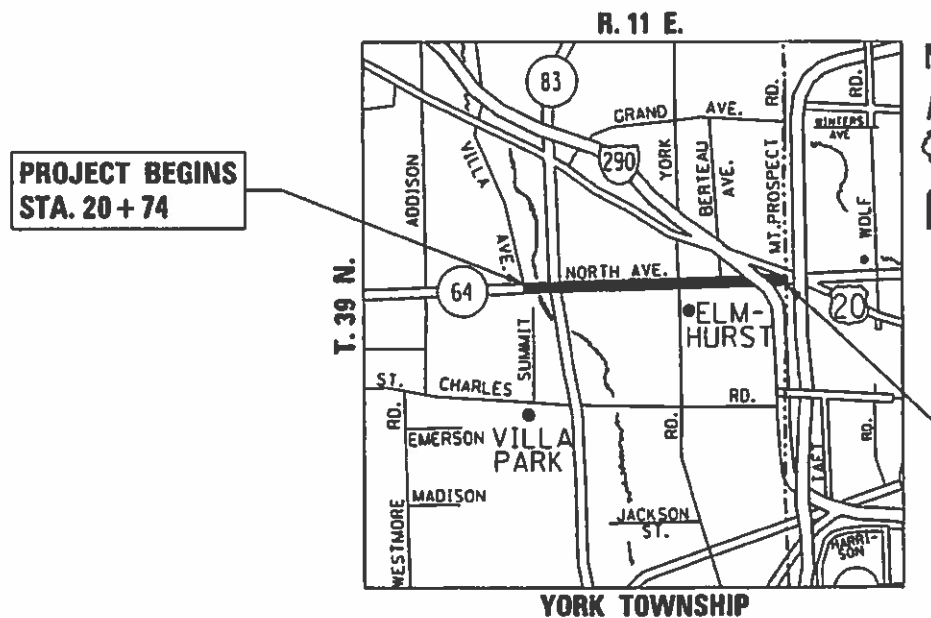 R. 11 E.
PROJECT BEGINS
STA. 20 + 74
T. 39 N.
83
GRAND AVE.
RD.
RD.
WINTERS
AVE
ADDISON
VILLA
AVE.
290
YORK
BERTEAU
AVE.
MT. PROSPECT
WOLF
NORTH AVE.
64
20
ELM-
HURST
SUMMIT
ST. CHARLES RD.
RD.
EMERSON
VILLA
PARK
RD.
TAFT
RD.
MADISON
WESTMORE
JACKSON
ST.
HARRI-
SON
YORK TOWNSHIP